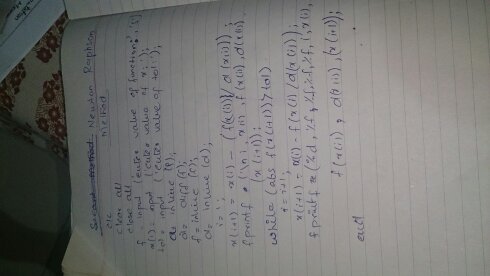 Newton Raphson
Method
clc
clear all
close all
f = input ('enter value of function:', 's')
x(1) = input ('enter value of x:');
tol = input ('enter value of tol:');
d = diff (f);
f = inline (f);
d = inline (d);
i = 1;
x(i+1) = x(i) - (f(x(i))/d(x(i)));
fprintf ('\n', x(i), f(x(i)), d(x(i)),
(x(i+1));
while (abs f(x(i+1))>tol)
i = i+1;
x(i+1) = x(i) - f(x(i)/d(x(i)));
fprintf (%d %f, %f, %f, %f, i, x(i),
f(x(i)), d(x(i)), (x(i+1));
end